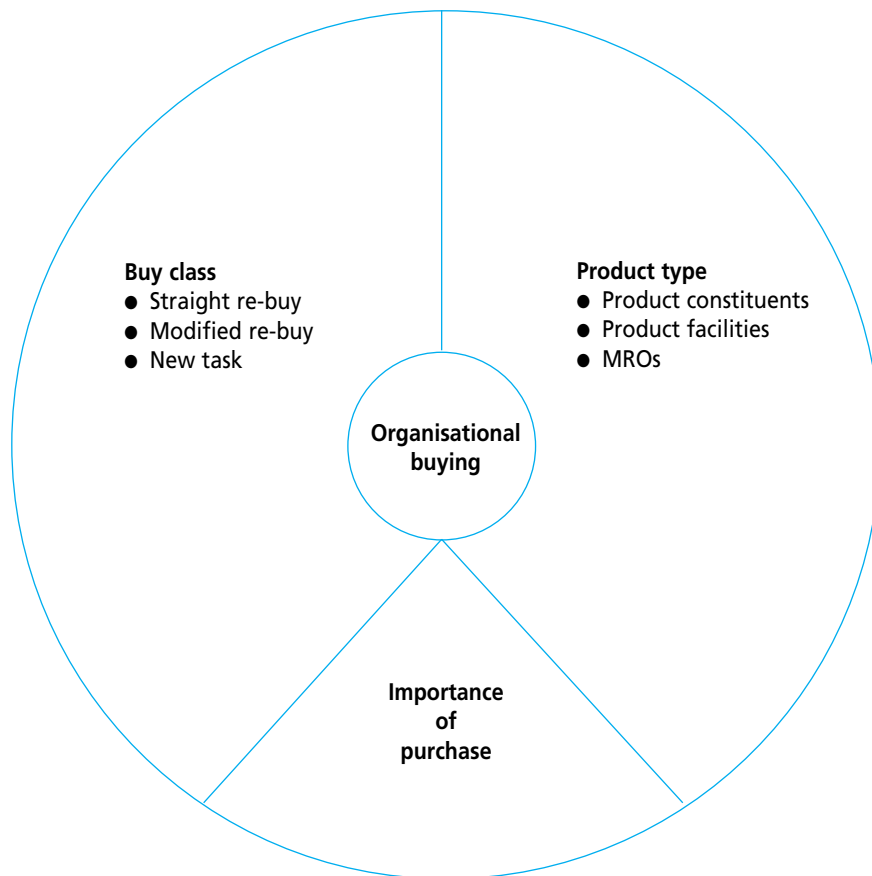 Buy class
● Straight re-buy
● Modified re-buy
● New task
Product type
● Product constituents
● Product facilities
● MROs
Organisational
buying
Importance
of
purchase